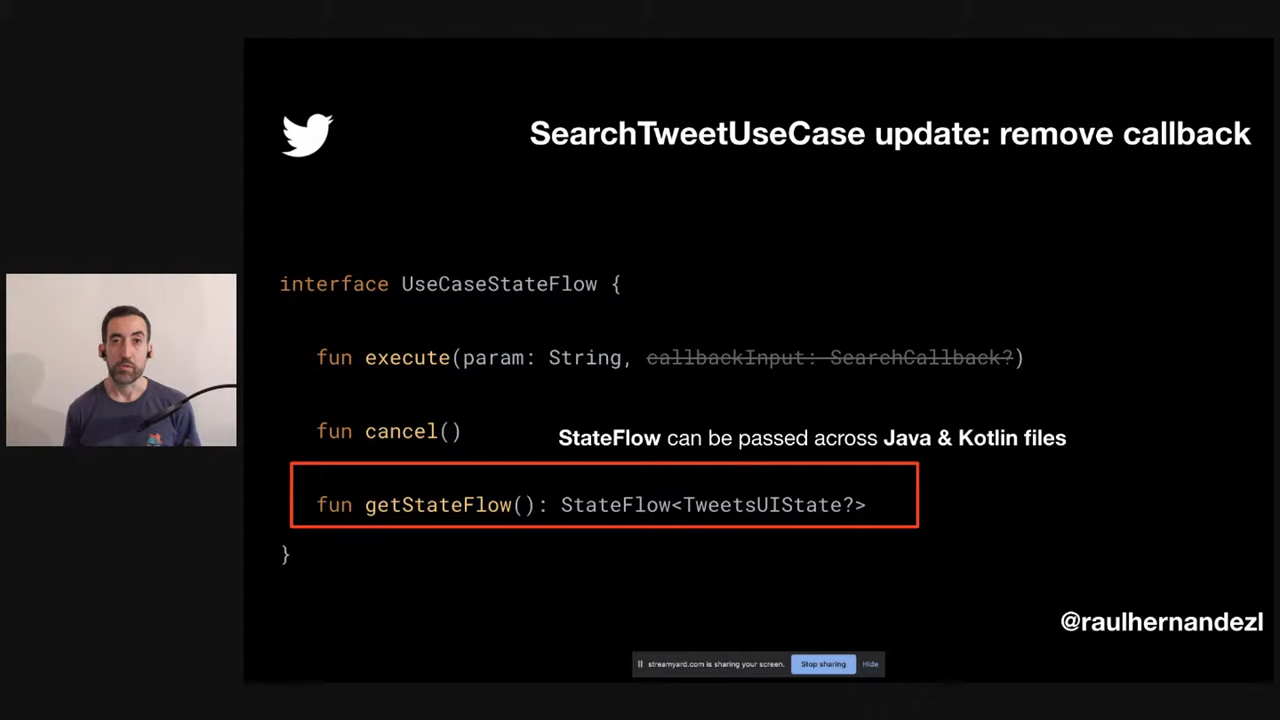 SearchTweetUseCase update: remove callback
interface UseCaseStateFlow {
fun execute(param: String, callbackInput: SearchCallback?)
fun cancel()
StateFlow can be passed across Java & Kotlin files
fun getStateFlow(): StateFlow<TweetsUIState?>
}
@raulhernandezl
streamyard.com is sharing your screen. Stop sharing Hide